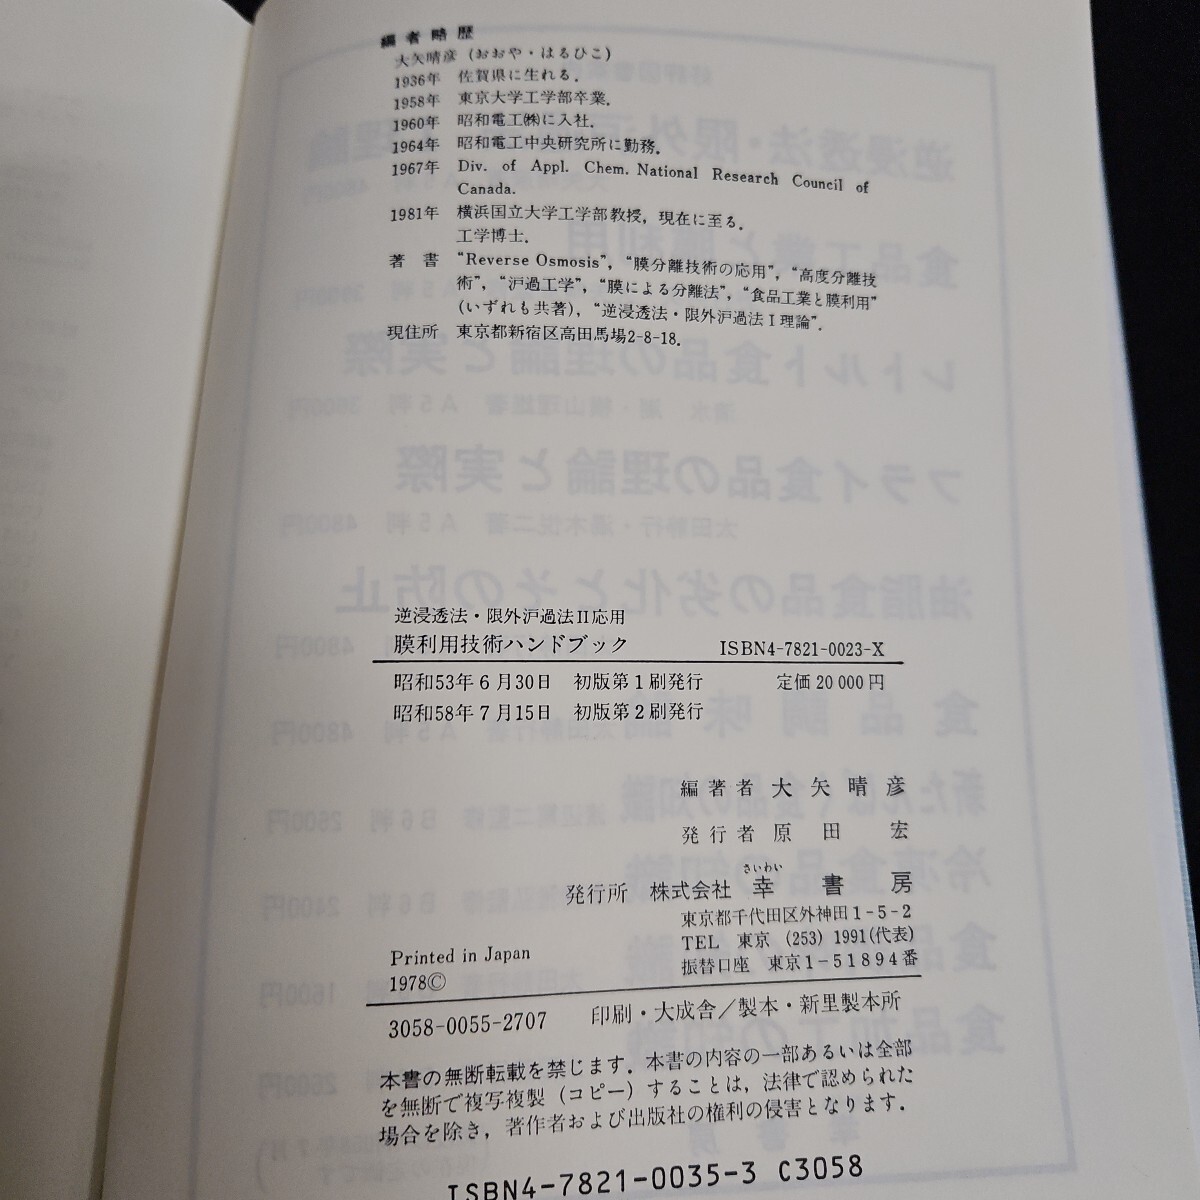 編者略歴
大矢晴彦（おおや・はるひこ）
1936年 佐賀県に生れる．
1958年 東京大学工学部卒業．
1960年 昭和電工㈱に入社．
1964年 昭和電工中央研究所に勤務．
1967年 Div. of Appl. Chem. National Research Council of
Canada.
1981年 横浜国立大学工学部教授，現在に至る．
工学博士．
著書 “Reverse Osmosis”，“膜分離技術の応用”，“高度分離技
術”，“沪過工学”，“膜による分離法”，“食品工業と膜利用”
（いずれも共著），“逆浸透法・限外沪過法Ⅰ理論”．
現住所 東京都新宿区高田馬場2-8-18.
逆浸透法・限外沪過法Ⅱ応用
膜利用技術ハンドブック ISBN4-7821-0023-X
昭和53年6月30日 初版第1刷発行 定価20000円
昭和58年7月15日 初版第2刷発行
編著者 大矢晴彦
発行者 原田宏
さいわい
発行所 株式会社 幸書房
東京都千代田区外神田1-5-2
TEL 東京 (253) 1991(代表)
振替口座 東京1-51894番
Printed in Japan
1978©
3058-0055-2707 印刷・大成舎／製本・新里製本所
本書の無断転載を禁じます．本書の内容の一部あるいは全部
を無断で複写複製（コピー）することは，法律で認められた
場合を除き，著作者および出版社の権利の侵害となります．
ISBN4-7821-0035-3 C3058